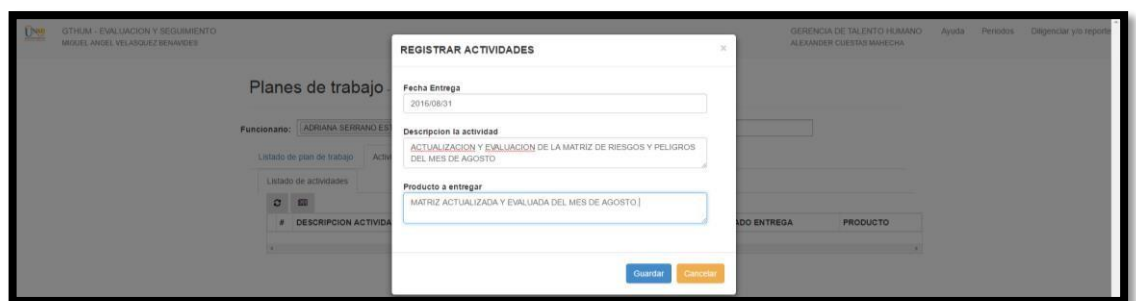 GTHUM - EVALUACION Y SEGUIMIENTO
MIGUEL ANGEL VELASQUEZ BENAVIDES
GERENCIA DE TALENTO HUMANO
ALEXANDER CUESTAS MAHECHA
Ayuda Periodos Diligenciar y/o reporte
REGISTRAR ACTIVIDADES ×
Planes de trabajo -
Fecha Entrega
2016/08/31
Funcionario: ADRIANA SERRANO EST
Descripcion la actividad
ACTUALIZACION Y EVALUACION DE LA MATRIZ DE RIESGOS Y PELIGROS
DEL MES DE AGOSTO
Listado de plan de trabajo Activ
Listado de actividades
Producto a entregar
MATRIZ ACTUALIZADA Y EVALUADA DEL MES DE AGOSTO.
# DESCRIPCION ACTIVIDA ADO ENTREGA PRODUCTO
Guardar Cancelar